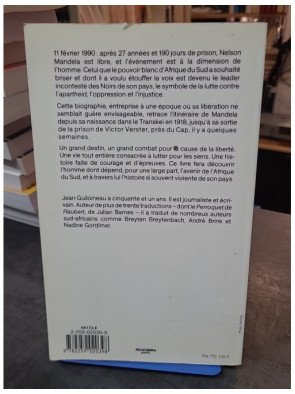 11 février 1990 : après 27 années et 190 jours de prison, Nelson
Mandela est libre, et l'événement est à la dimension de
l'homme. Celui que le pouvoir blanc d'Afrique du Sud a souhaité
briser et dont il a voulu étouffer la voix est devenu le leader
incontesté des Noirs de son pays, le symbole de la lutte contre
l'apartheid, l'oppression et l'injustice.
Cette biographie, entreprise à une époque où sa libération ne
semblait guère envisageable, retrace l'itinéraire de Mandela
depuis sa naissance dans le Transkei en 1918, jusqu'à sa sortie
de la prison de Victor Verster, près du Cap, il y a quelques
semaines.
Un grand destin, un grand combat pour la cause de la liberté.
Une vie tout entière consacrée à lutter pour les siens. Une his-
toire faite de courage et d'épreuves. Ce livre fera découvrir
l'homme dont dépend, pour une large part, l'avenir de l'Afrique
du Sud, et à travers lui l'histoire si souvent violente de son pays.
Jean Guiloineau a cinquante et un ans. Il est journaliste et écri-
vain. Auteur de plus de trente traductions – dont le Perroquet de
Flaubert, de Julian Barnes – il a traduit de nombreux auteurs
sud-africains comme Breyten Breytenbach, André Brink et
Nadine Gordimer.
2-259-02039-9
9 782259 020398